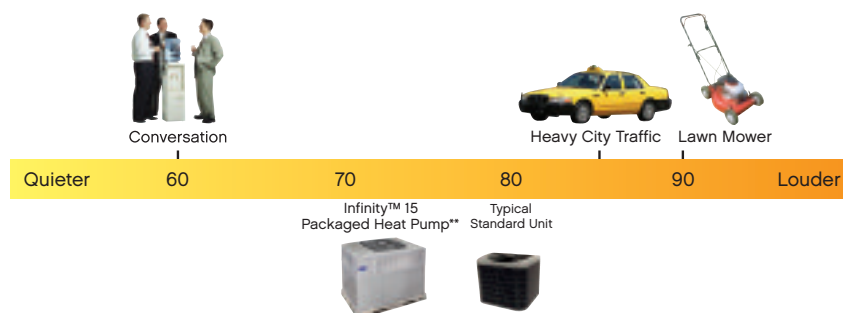 Conversation
Heavy City Traffic
Lawn Mower
Quieter 60 70 80 90 Louder
Infinity™ 15
Packaged Heat Pump**
Typical
Standard Unit